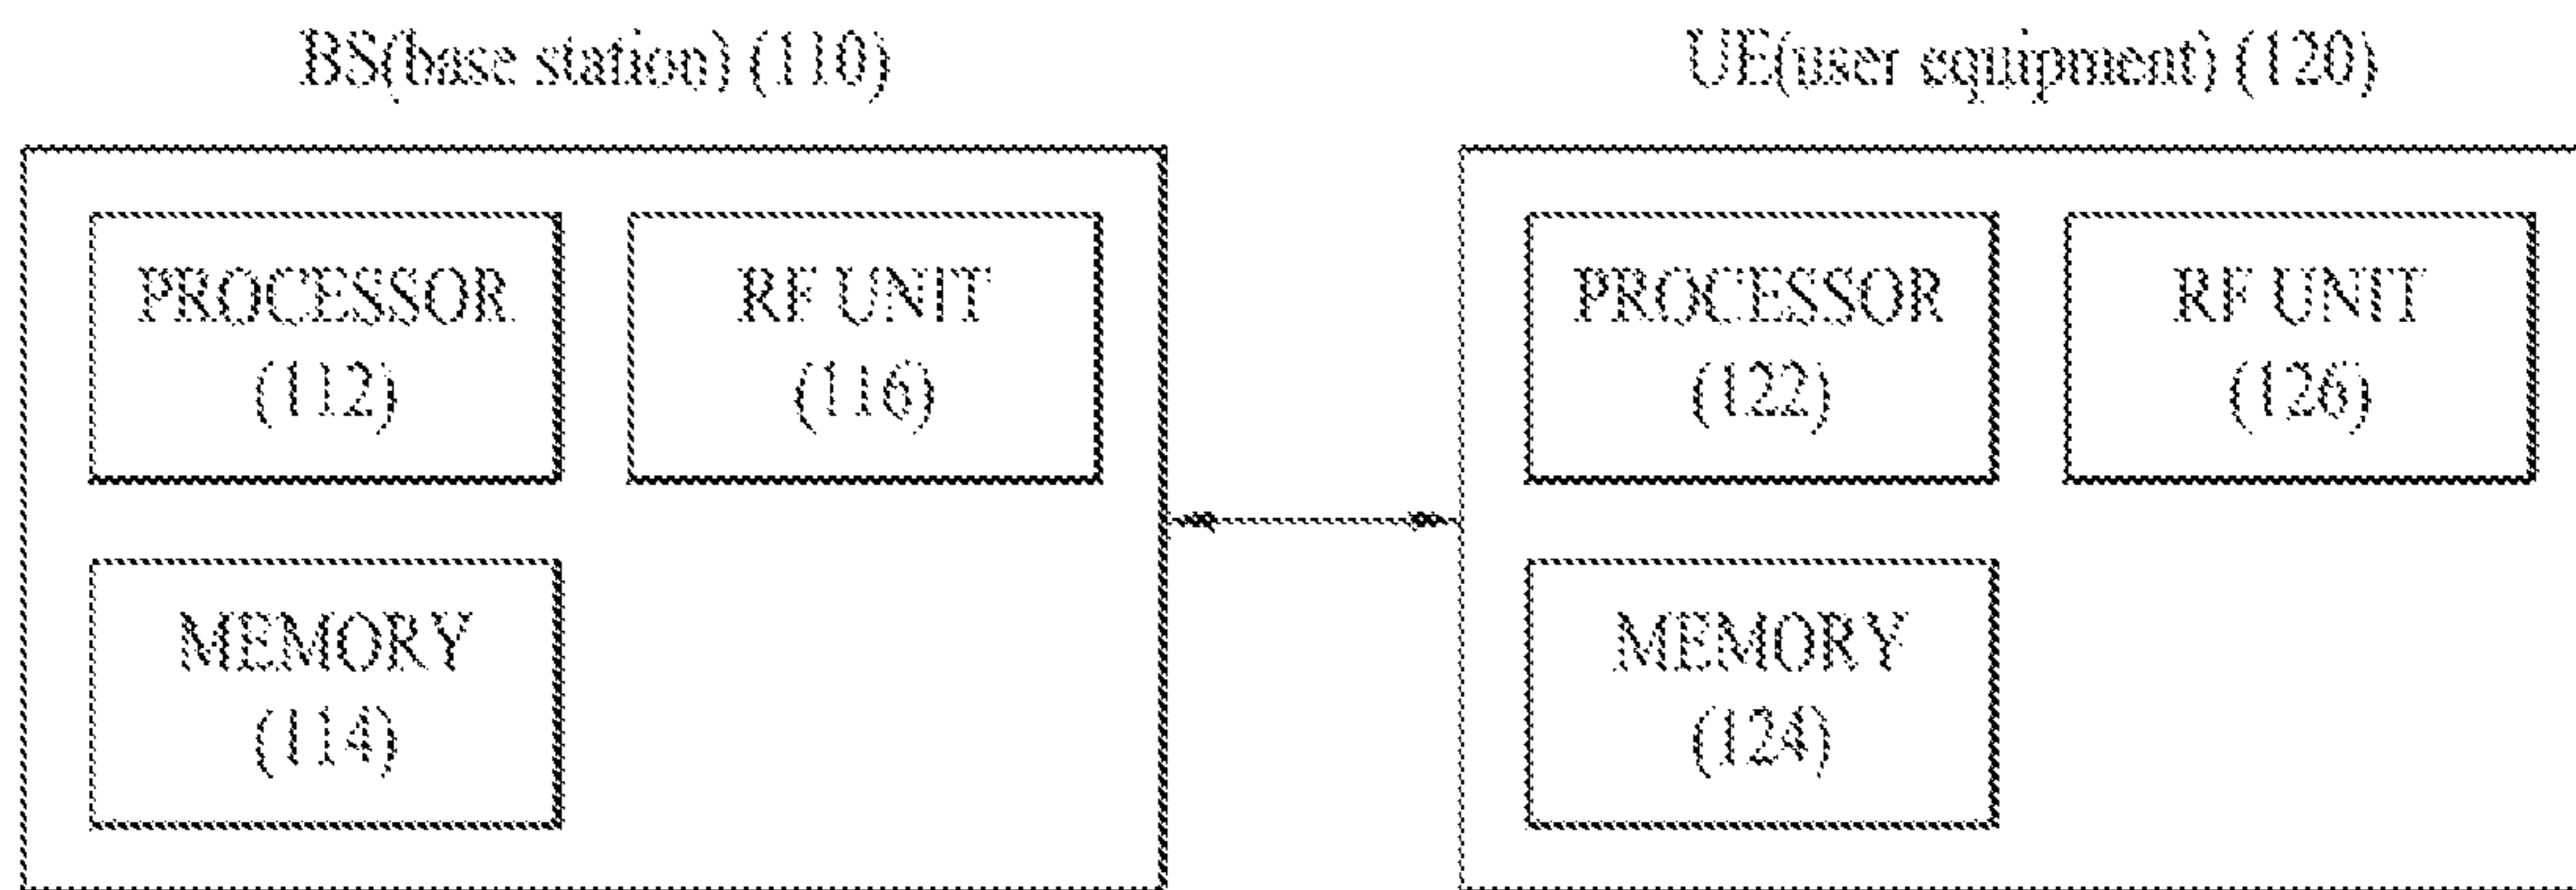 BS(base station) (110)
UE(user equipment) (120)
PROCESSOR
(112)
RF UNIT
(116)
MEMORY
(114)
PROCESSOR
(122)
RF UNIT
(126)
MEMORY
(124)